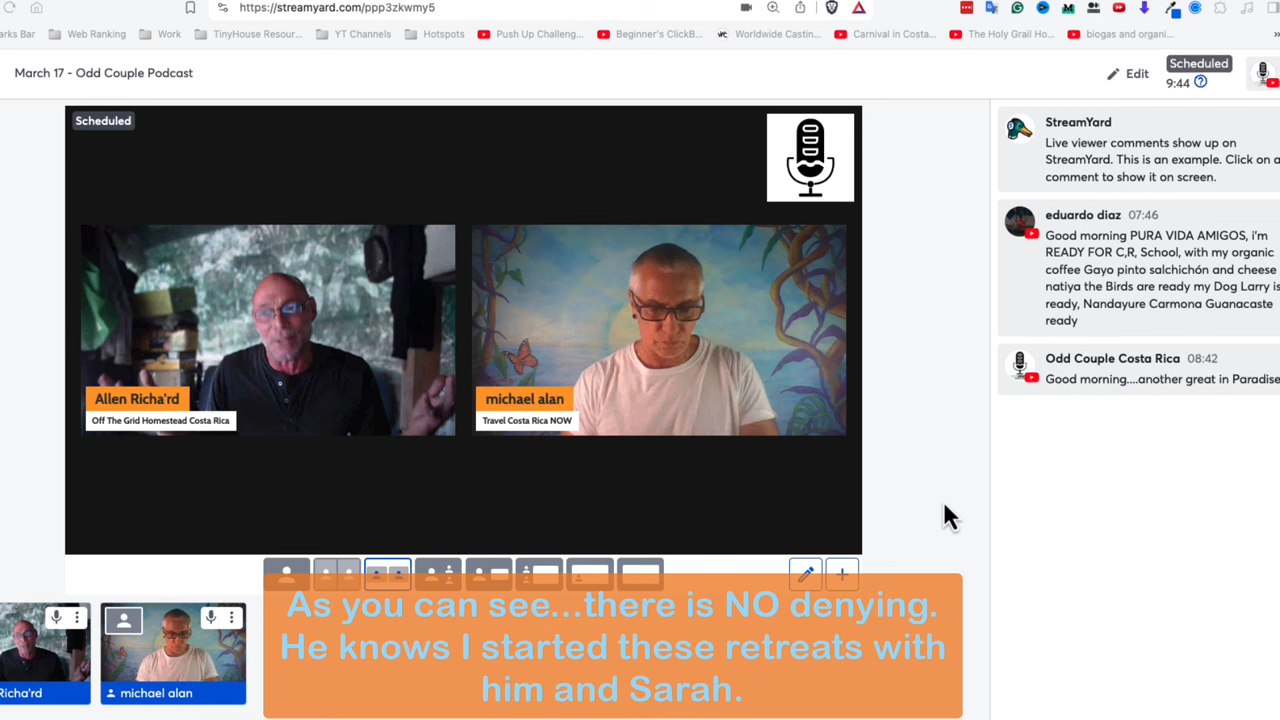 https://streamyard.com/ppp3zkwmy5
arks Bar
Web Ranking
Work
TinyHouse Resour...
YT Channels
Hotspots
Push Up Challeng...
Beginner's ClickB...
Worldwide Castin...
Carnival in Costa...
The Holy Grail Ho...
biogas and organi...
March 17 - Odd Couple Podcast
Edit
Scheduled
9:44
Scheduled
ODD
Allen Richa'rd
Off The Grid Homestead Costa Rica
michael alan
Travel Costa Rica NOW
StreamYard
Live viewer comments show up on
StreamYard. This is an example. Click on a
comment to show it on screen.
eduardo diaz 07:46
Good morning PURA VIDA AMIGOS, i'm
READY FOR C,R, School, with my organic
coffee Gayo pinto salchichón and cheese
natiya the Birds are ready my Dog Larry is
ready, Nandayure Carmona Guanacaste
ready
Odd Couple Costa Rica 08:42
Good morning....another great in Paradise
Richa'rd
michael alan
As you can see...there is NO denying.
He knows I started these retreats with
him and Sarah.